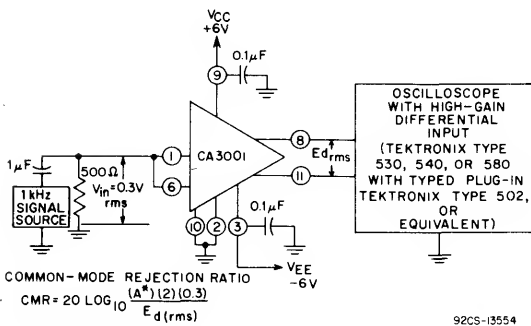 VCC
+6V
0.1μF
9
OSCILLOSCOPE
WITH HIGH-GAIN
DIFFERENTIAL
INPUT
(TEKTRONIX TYPE
530, 540, OR 580
WITH TYPED PLUG-IN
TEKTRONIX TYPE 502,
OR
EQUIVALENT)
1μF
500Ω
Vin=0.3V
rms
1kHz
SIGNAL
SOURCE
1
6
CA3001
8
Ed rms
11
10
2
3
0.1μF
VEE
-6V
COMMON-MODE REJECTION RATIO
CMR=20 LOG10 (A*)(2)(0.3)
Ed(rms)
92CS-13554